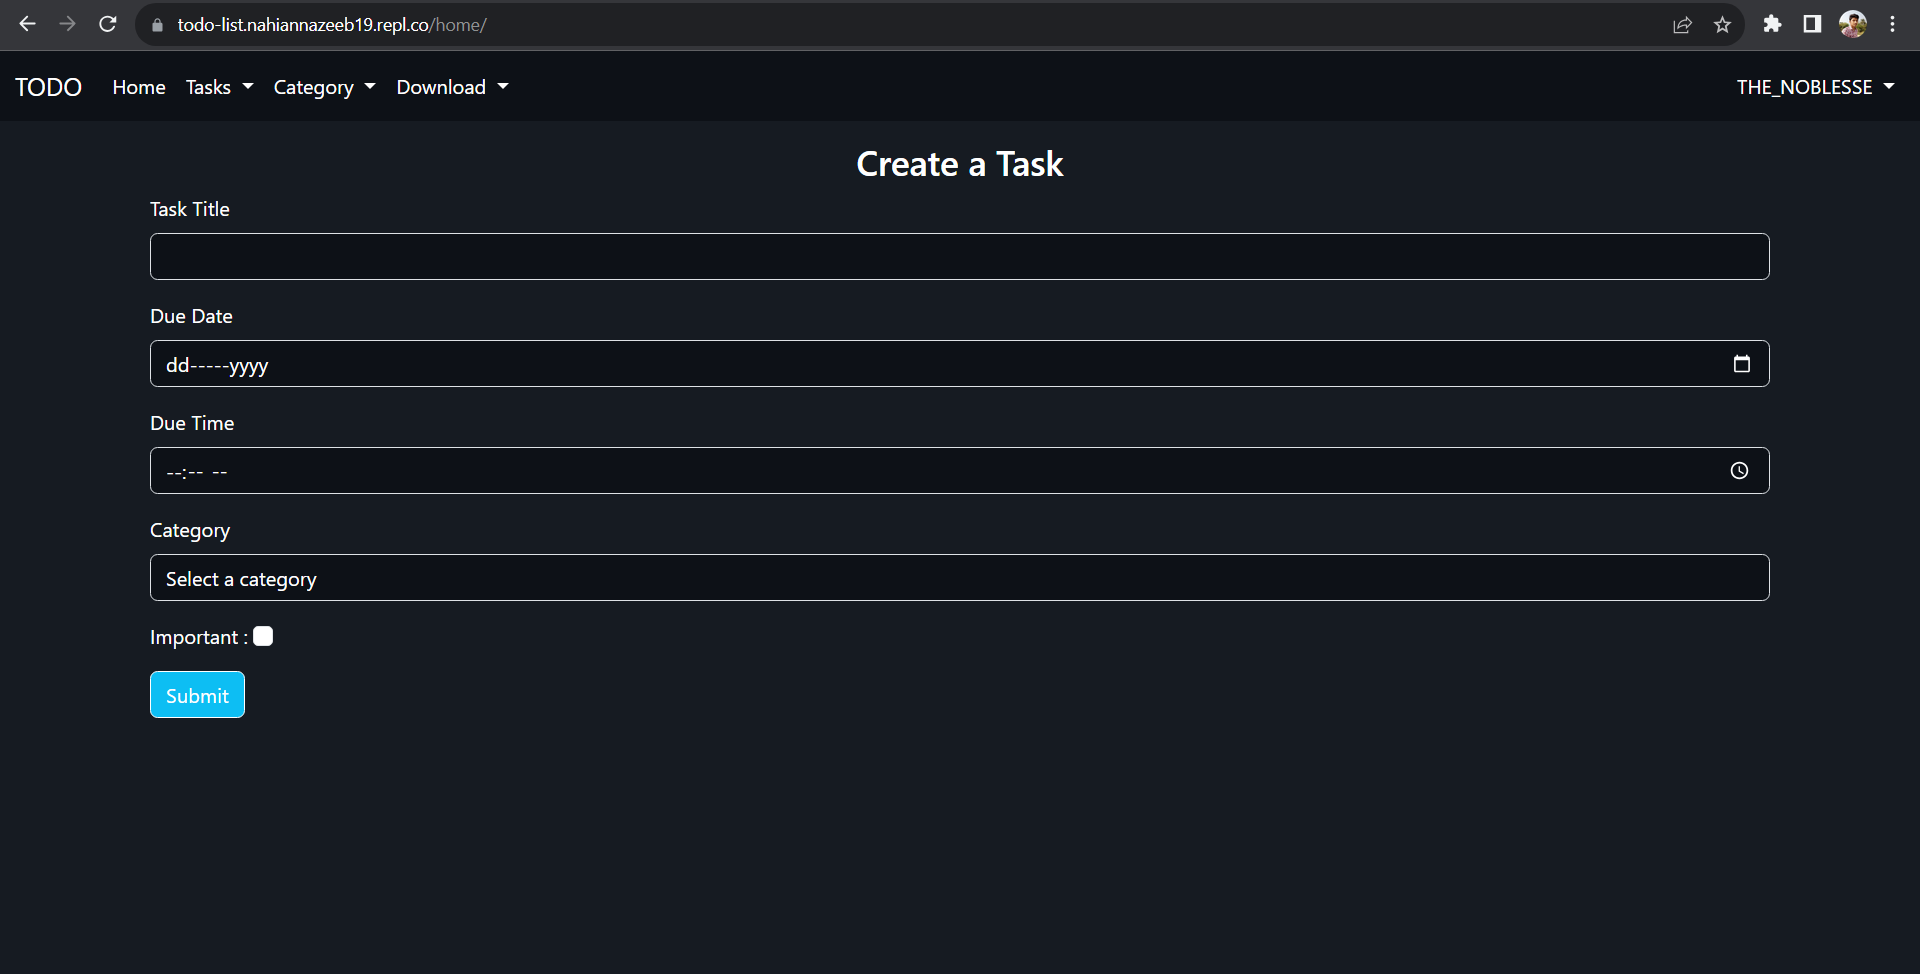 todo-list.nahiannazeeb19.repl.co/home/
TODO Home Tasks Category Download THE_NOBLESSE
Create a Task
Task Title
Due Date
dd-----yyyy
Due Time
--:-- --
Category
Select a category
Important :
Submit